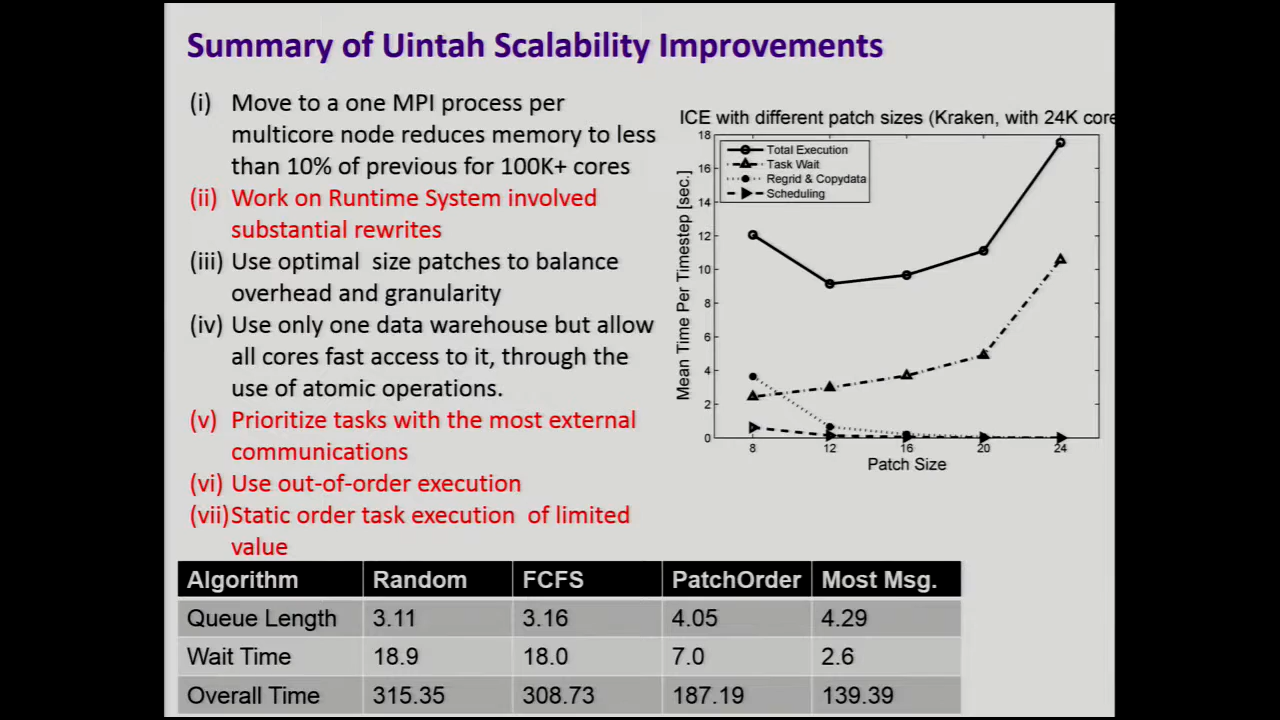 Summary of Uintah Scalability Improvements
(i) Move to a one MPI process per
multicore node reduces memory to less
than 10% of previous for 100K+ cores
(ii) Work on Runtime System involved
substantial rewrites
(iii) Use optimal size patches to balance
overhead and granularity
(iv) Use only one data warehouse but allow
all cores fast access to it, through the
use of atomic operations.
(v) Prioritize tasks with the most external
communications
(vi) Use out-of-order execution
(vii) Static order task execution of limited
value
ICE with different patch sizes (Kraken, with 24K core
Total Execution
Task Wait
Regrid & Copydata
Scheduling
Mean Time Per Timestep [sec.]
18
16
14
12
10
8
6
4
2
0
8 12 16 20 24
Patch Size
Algorithm Random FCFS PatchOrder Most Msg.
Queue Length 3.11 3.16 4.05 4.29
Wait Time 18.9 18.0 7.0 2.6
Overall Time 315.35 308.73 187.19 139.39